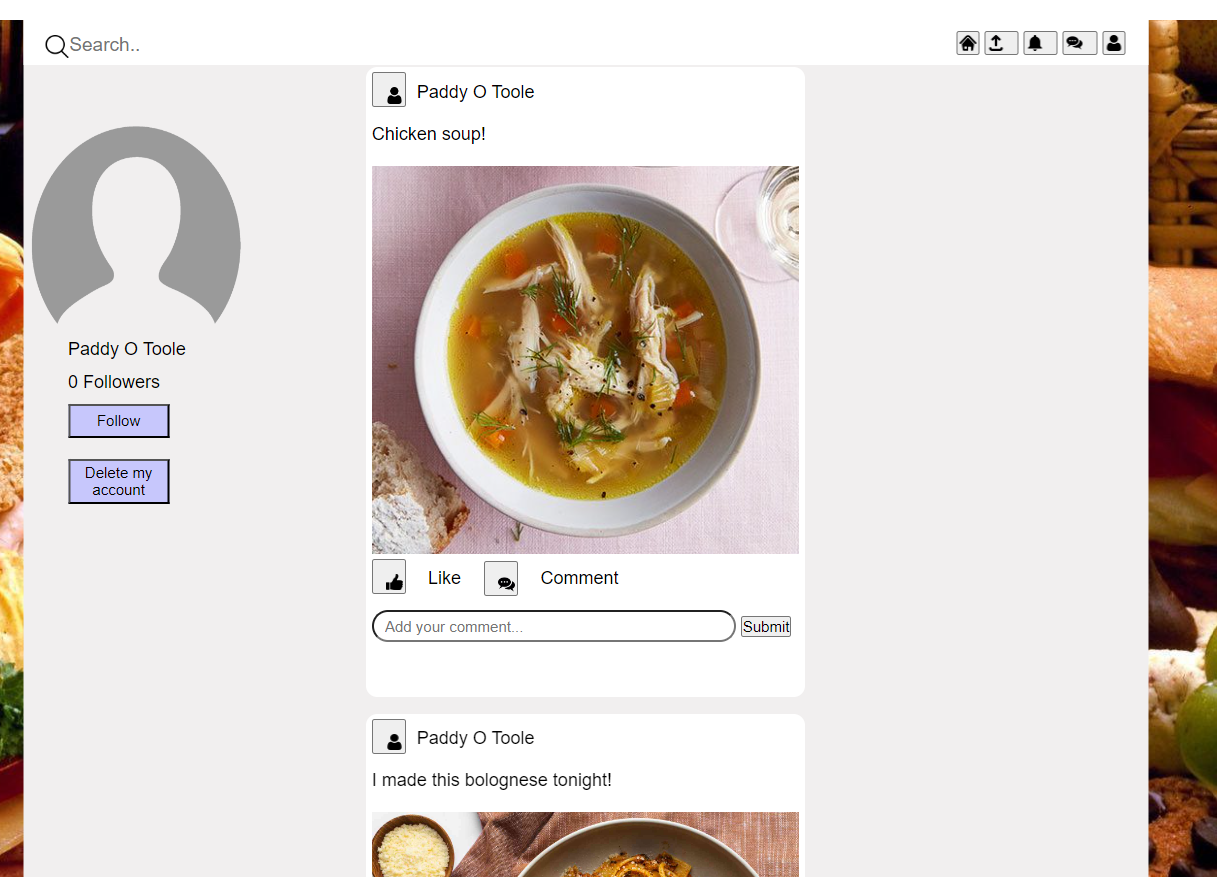 Search..
Paddy O Toole
0 Followers
Follow
Delete my
account
Paddy O Toole
Chicken soup!
Like
Comment
Add your comment...
Submit
Paddy O Toole
I made this bolognese tonight!